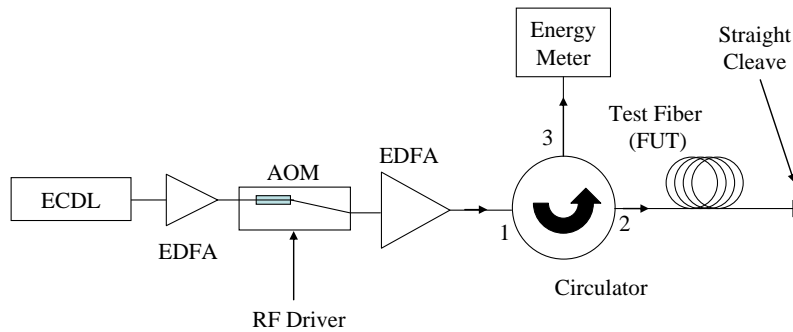 Energy
Meter
Straight
Cleave
Test Fiber
(FUT)
3
EDFA
AOM
ECDL
1
2
EDFA
Circulator
RF Driver